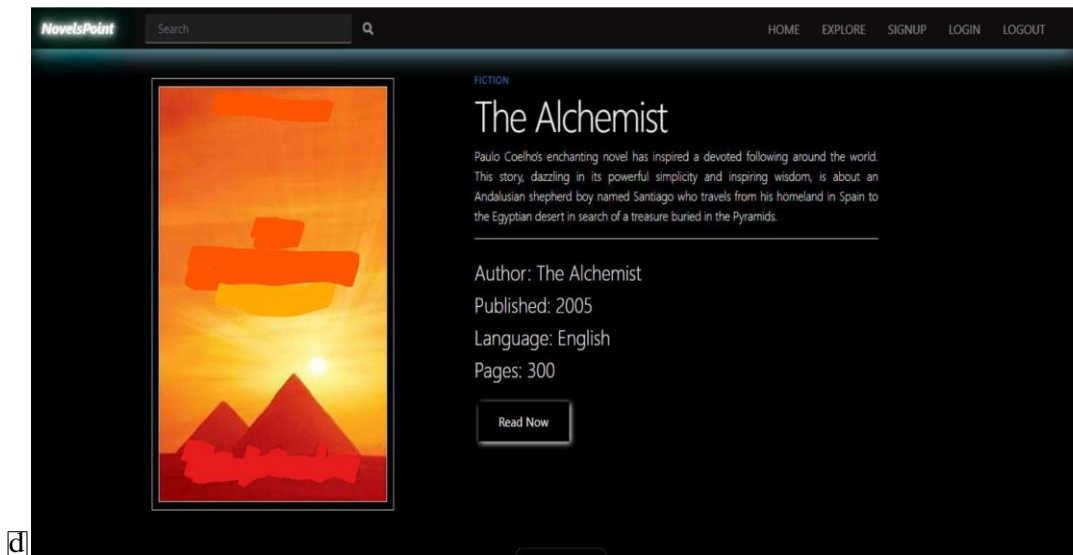 NovelsPoint Search HOME EXPLORE SIGNUP LOGIN LOGOUT
FICTION
The Alchemist
Paulo Coelho's enchanting novel has inspired a devoted following around the world.
This story, dazzling in its powerful simplicity and inspiring wisdom, is about an
Andalusian shepherd boy named Santiago who travels from his homeland in Spain to
the Egyptian desert in search of a treasure buried in the Pyramids.
Author: The Alchemist
Published: 2005
Language: English
Pages: 300
Read Now
d